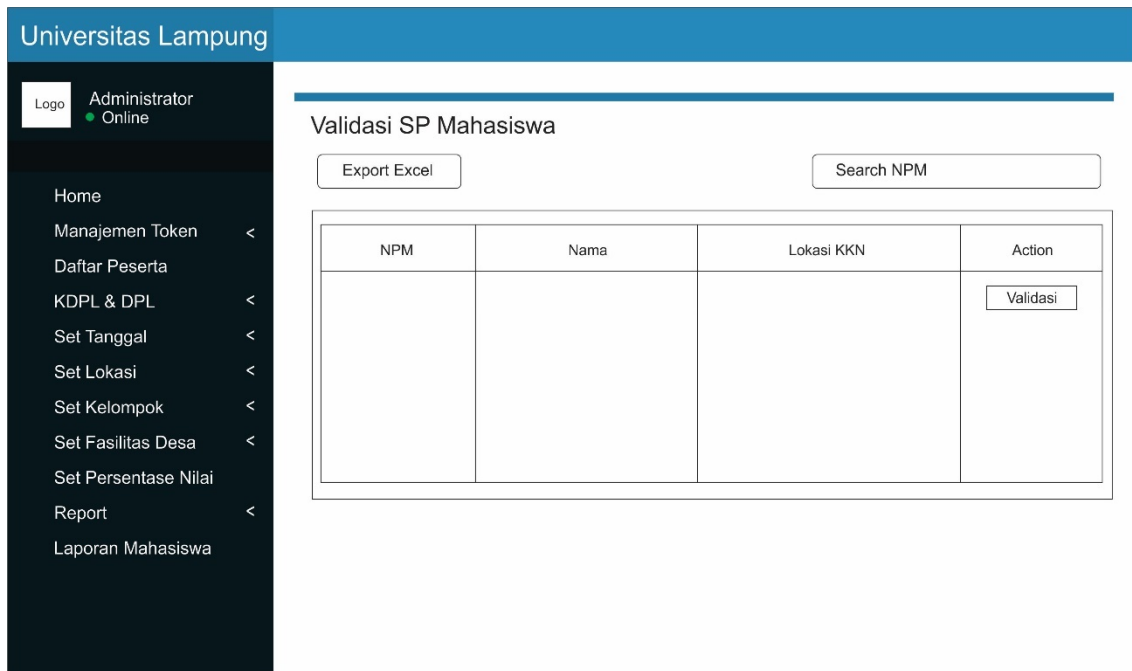 Universitas Lampung
Logo
Administrator
Online
Home
Manajemen Token <
Daftar Peserta
KDPL & DPL <
Set Tanggal <
Set Lokasi <
Set Kelompok <
Set Fasilitas Desa <
Set Persentase Nilai
Report <
Laporan Mahasiswa
Validasi SP Mahasiswa
Export Excel
Search NPM
NPM Nama Lokasi KKN Action
Validasi